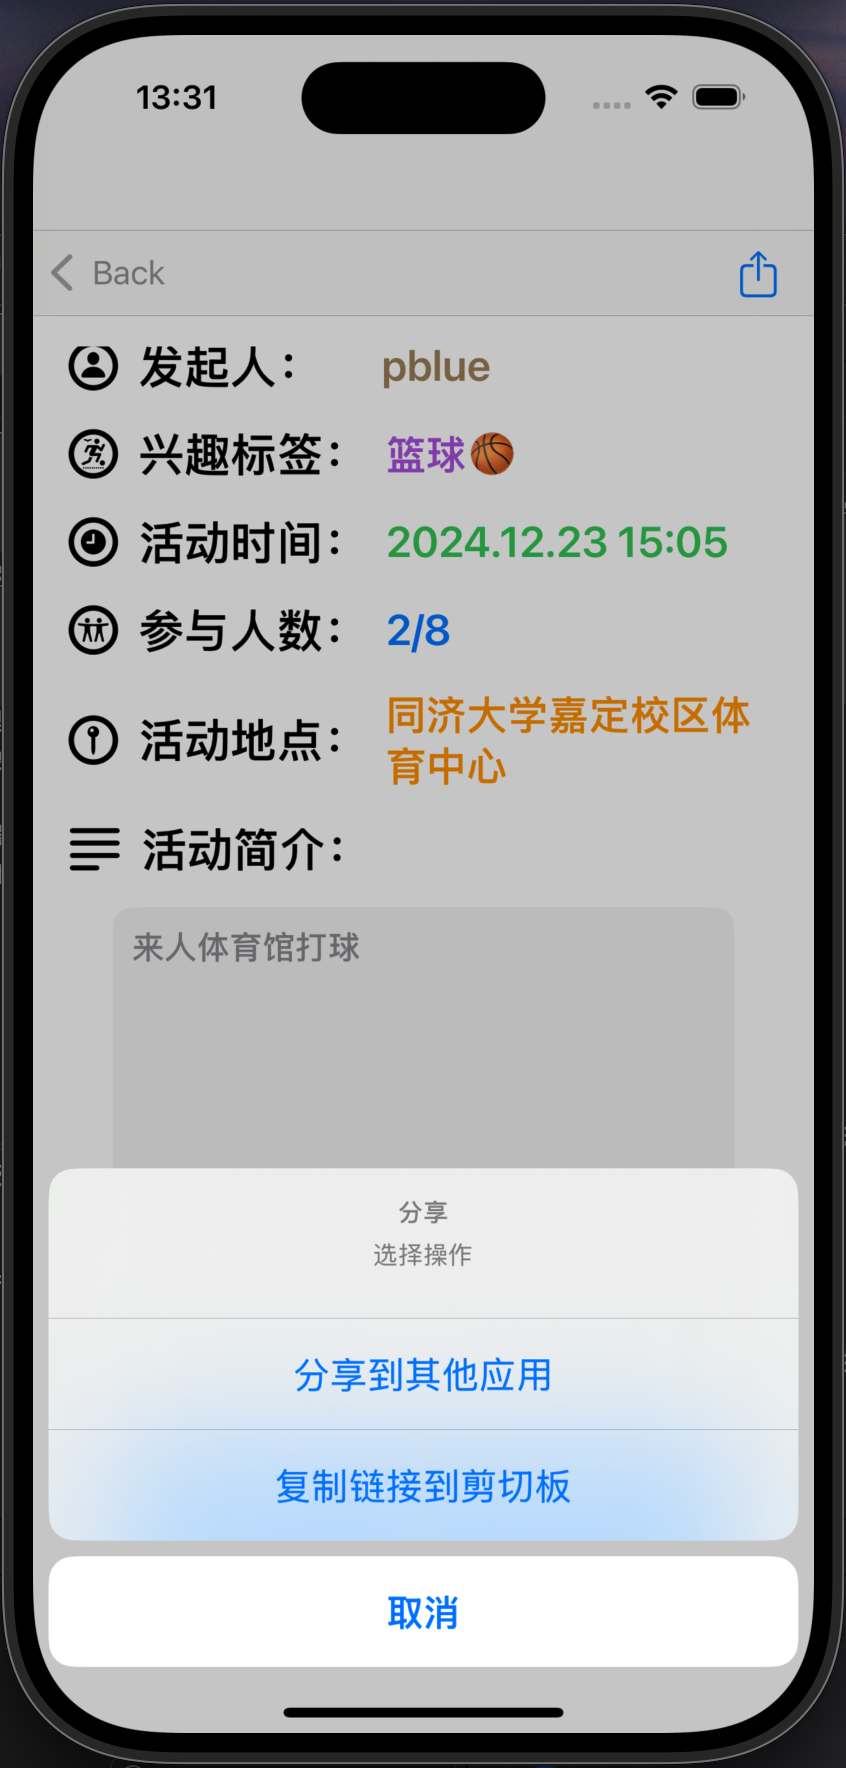 13:31
Back
发起人： pblue
兴趣标签： 篮球🏀
活动时间： 2024.12.23 15:05
参与人数： 2/8
活动地点： 同济大学嘉定校区体
育中心
活动简介：
来人体育馆打球
分享
选择操作
分享到其他应用
复制链接到剪切板
取消